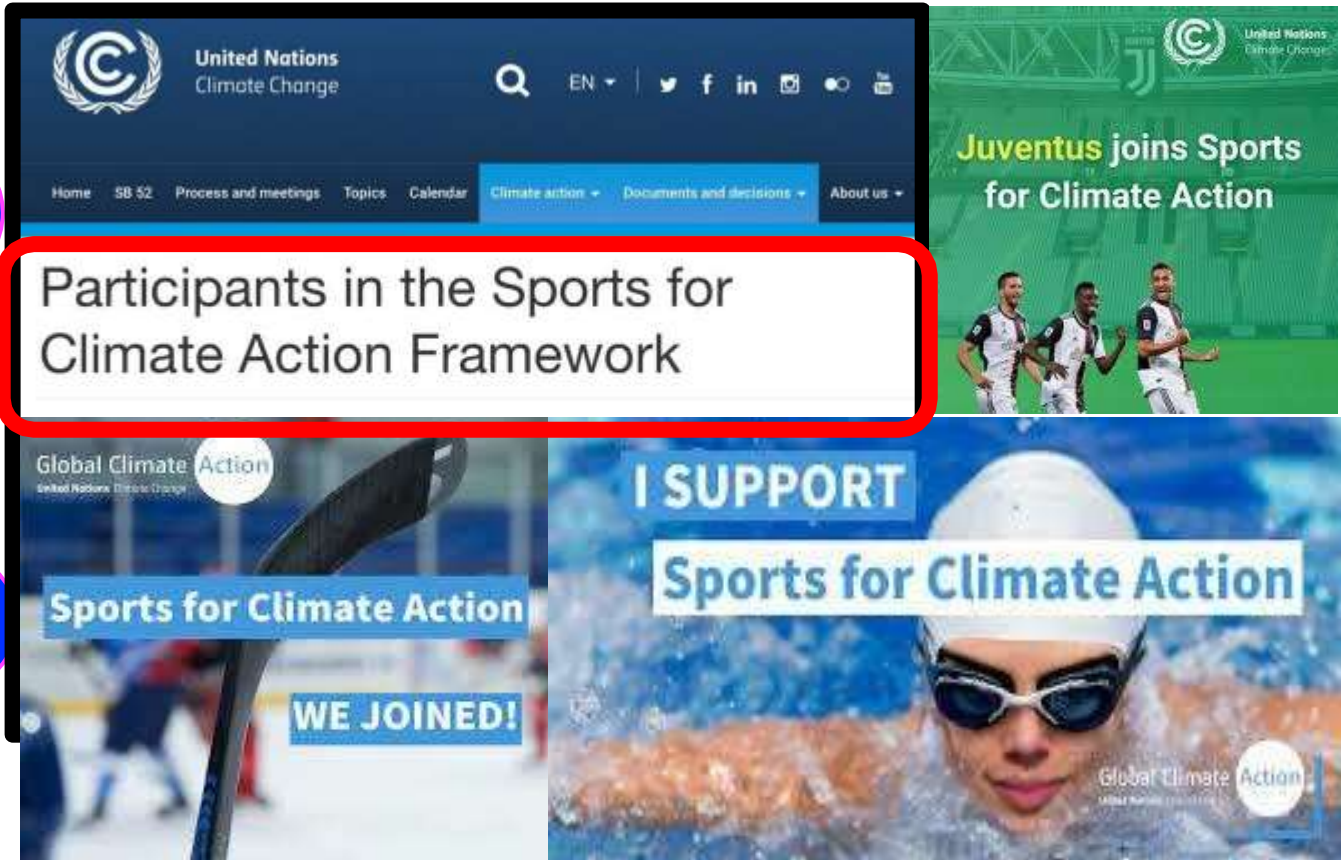 United Nations
Climate Change
EN
Home SB 52 Process and meetings Topics Calendar Climate action Documents and decisions About us
Participants in the Sports for
Climate Action Framework
United Nations
Climate Change
Juventus joins Sports
for Climate Action
Global Climate Action
United Nations Climate Change
Sports for Climate Action
WE JOINED!
I SUPPORT
Sports for Climate Action
Global Climate Action
United Nations